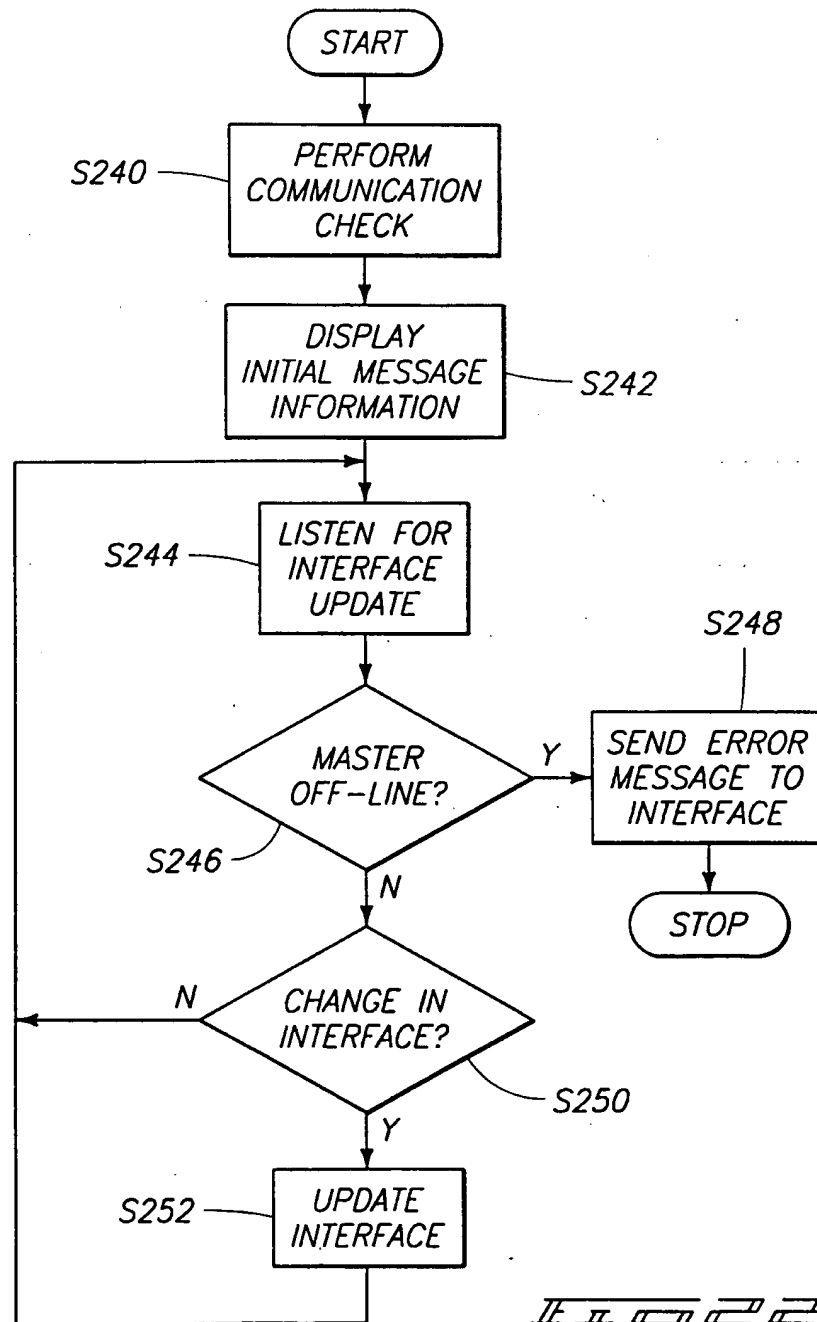 START
S240
PERFORM
COMMUNICATION
CHECK
DISPLAY
INITIAL MESSAGE
INFORMATION
S242
S244
LISTEN FOR
INTERFACE
UPDATE
S248
MASTER
OFF-LINE?
Y
SEND ERROR
MESSAGE TO
INTERFACE
S246
N
STOP
N
CHANGE IN
INTERFACE?
S250
Y
S252
UPDATE
INTERFACE